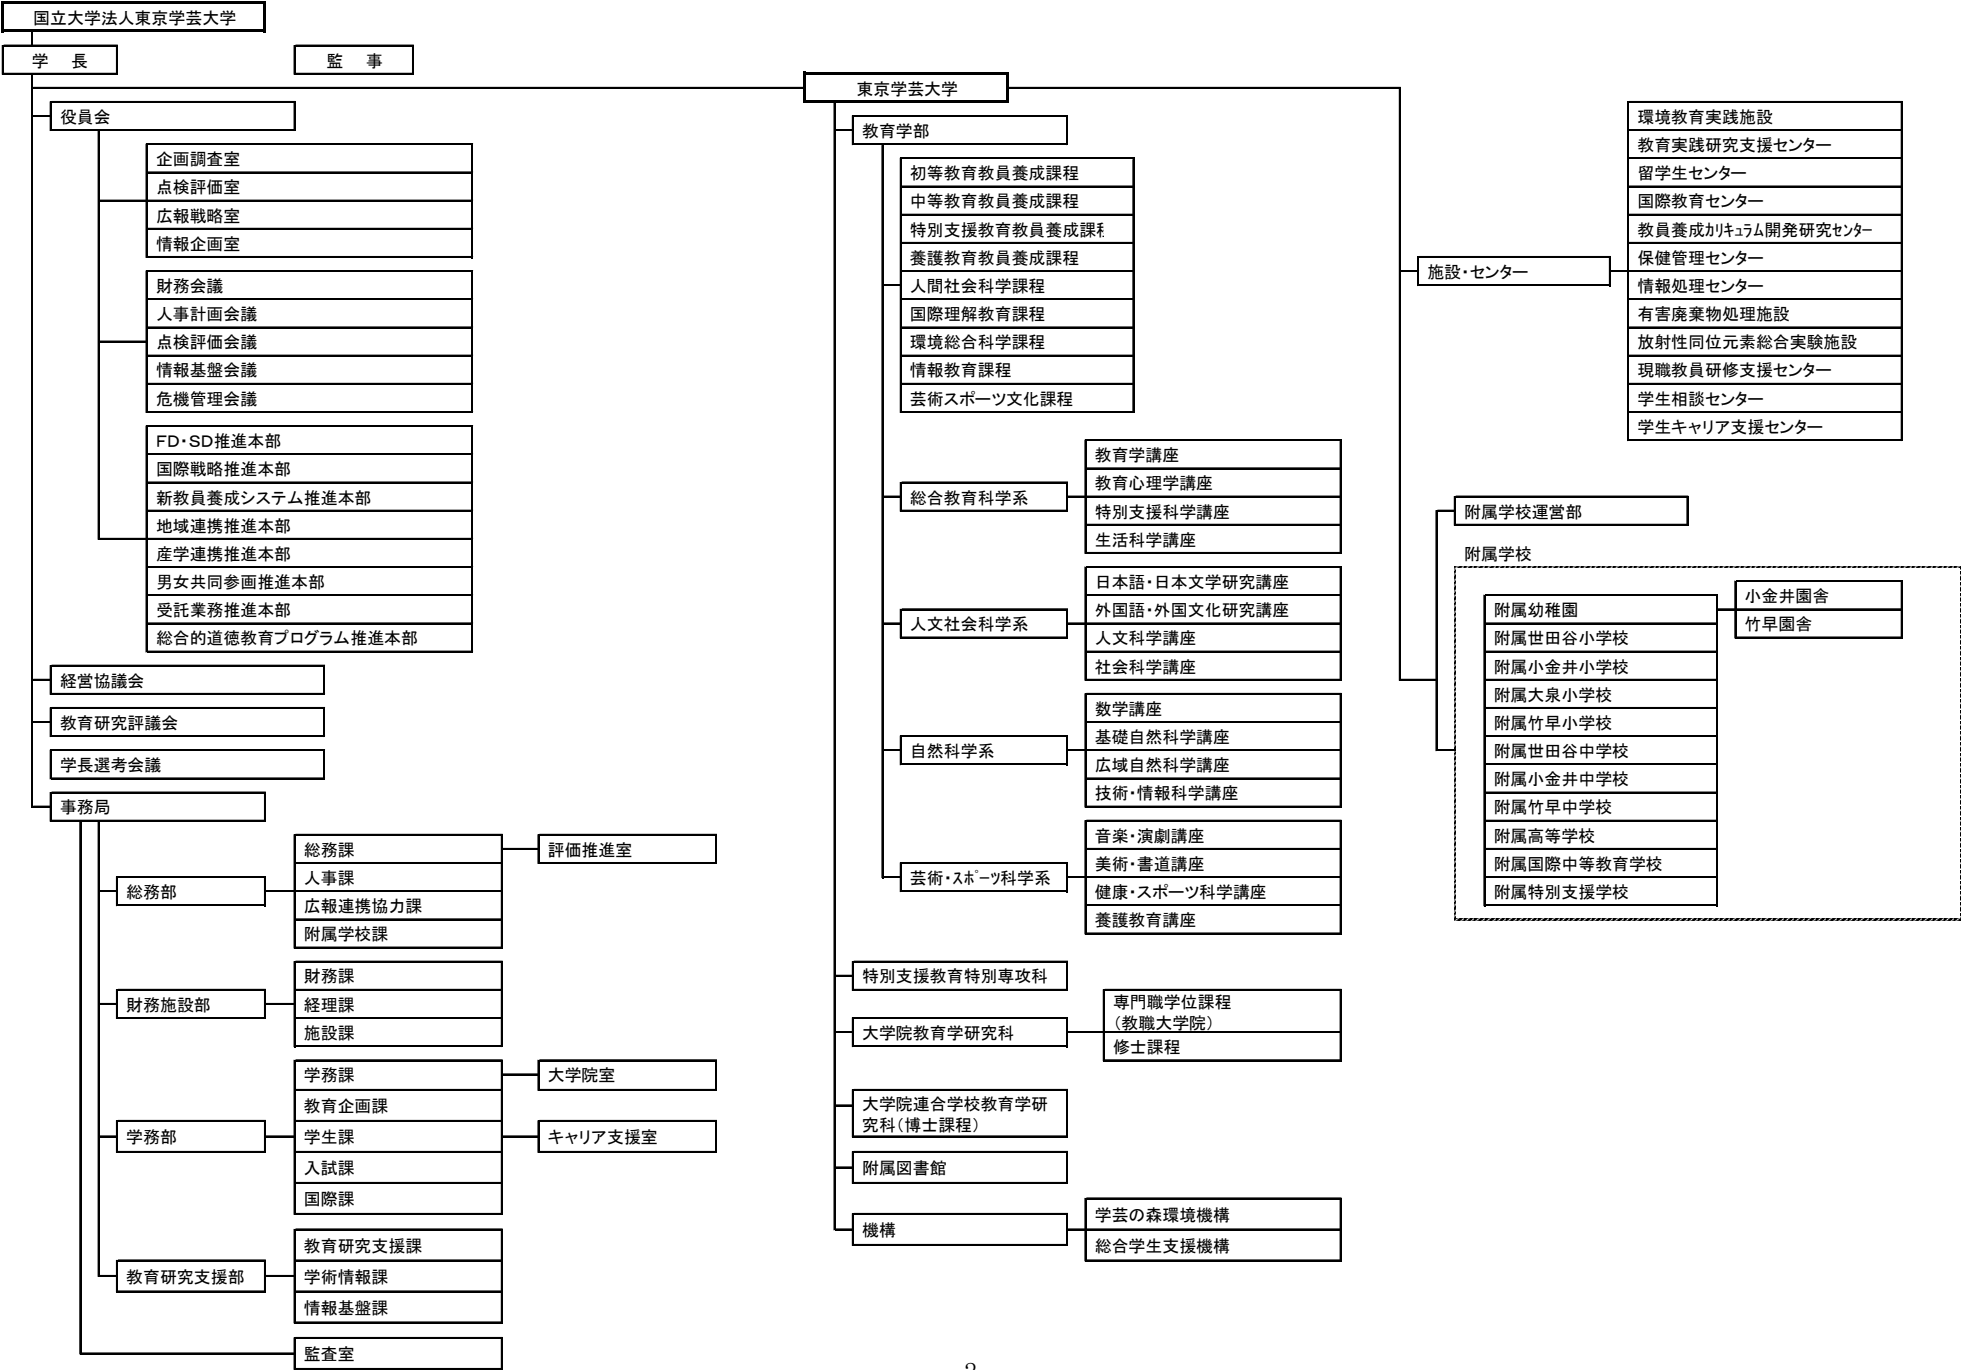 国立大学法人東京学芸大学
学　長
監　事
役員会
企画調査室
点検評価室
広報戦略室
情報企画室
財務会議
人事計画会議
点検評価会議
情報基盤会議
危機管理会議
FD・SD推進本部
国際戦略推進本部
新教員養成システム推進本部
地域連携推進本部
産学連携推進本部
男女共同参画推進本部
受託業務推進本部
総合的道徳教育プログラム推進本部
経営協議会
教育研究評議会
学長選考会議
事務局
総務部
総務課
評価推進室
人事課
広報連携協力課
附属学校課
財務施設部
財務課
経理課
施設課
学務部
学務課
大学院室
教育企画課
学生課
キャリア支援室
入試課
国際課
教育研究支援部
教育研究支援課
学術情報課
情報基盤課
監査室
東京学芸大学
教育学部
初等教育教員養成課程
中等教育教員養成課程
特別支援教育教員養成課程
養護教育教員養成課程
人間社会科学課程
国際理解教育課程
環境総合科学課程
情報教育課程
芸術スポーツ文化課程
総合教育科学系
教育学講座
教育心理学講座
特別支援科学講座
生活科学講座
人文社会科学系
日本語・日本文学研究講座
外国語・外国文化研究講座
人文科学講座
社会科学講座
自然科学系
数学講座
基礎自然科学講座
広域自然科学講座
技術・情報科学講座
芸術・ｽﾎﾟｰﾂ科学系
音楽・演劇講座
美術・書道講座
健康・スポーツ科学講座
養護教育講座
特別支援教育特別専攻科
大学院教育学研究科
専門職学位課程
（教職大学院）
修士課程
大学院連合学校教育学研
究科（博士課程）
附属図書館
機構
学芸の森環境機構
総合学生支援機構
施設・センター
環境教育実践施設
教育実践研究支援センター
留学生センター
国際教育センター
教員養成ｶﾘｷｭﾗﾑ開発研究ｾﾝﾀｰ
保健管理センター
情報処理センター
有害廃棄物処理施設
放射性同位元素総合実験施設
現職教員研修支援センター
学生相談センター
学生キャリア支援センター
附属学校運営部
附属学校
附属幼稚園
小金井園舎
竹早園舎
附属世田谷小学校
附属小金井小学校
附属大泉小学校
附属竹早小学校
附属世田谷中学校
附属小金井中学校
附属竹早中学校
附属高等学校
附属国際中等教育学校
附属特別支援学校